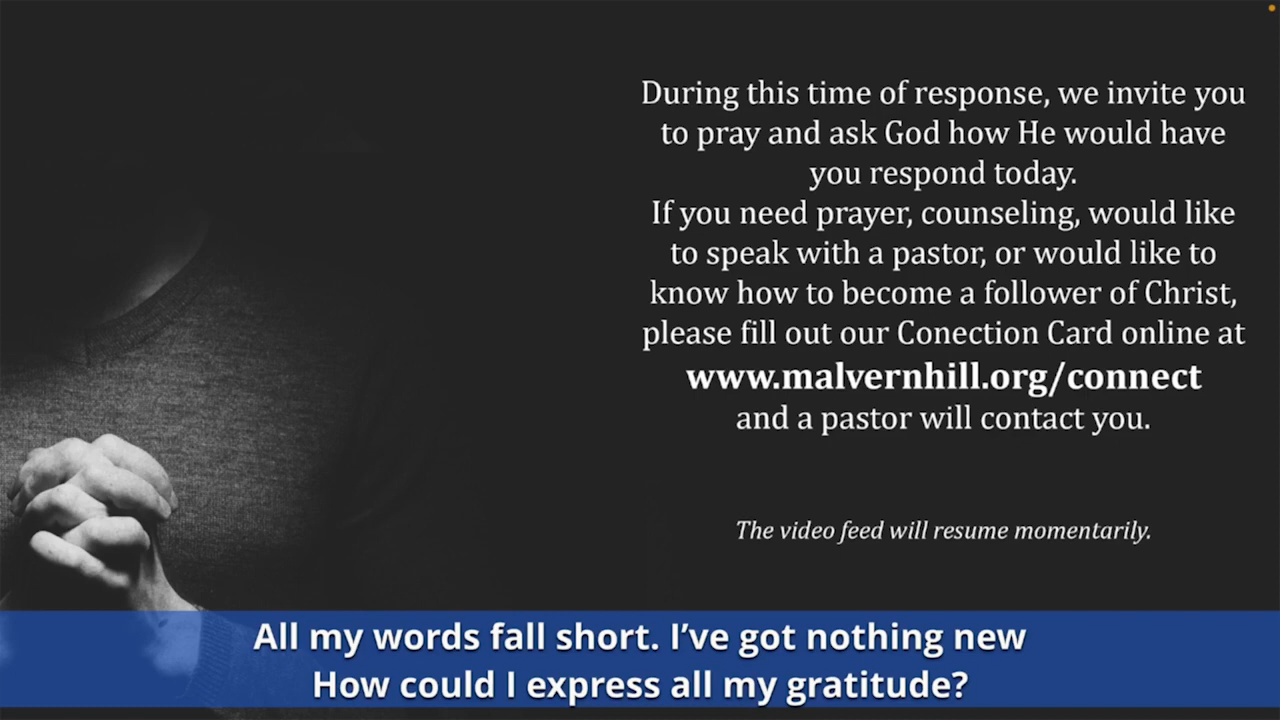 During this time of response, we invite you
to pray and ask God how He would have
you respond today.
If you need prayer, counseling, would like
to speak with a pastor, or would like to
know how to become a follower of Christ,
please fill out our Conection Card online at
www.malvernhill.org/connect
and a pastor will contact you.
The video feed will resume momentarily.
All my words fall short. I’ve got nothing new
How could I express all my gratitude?